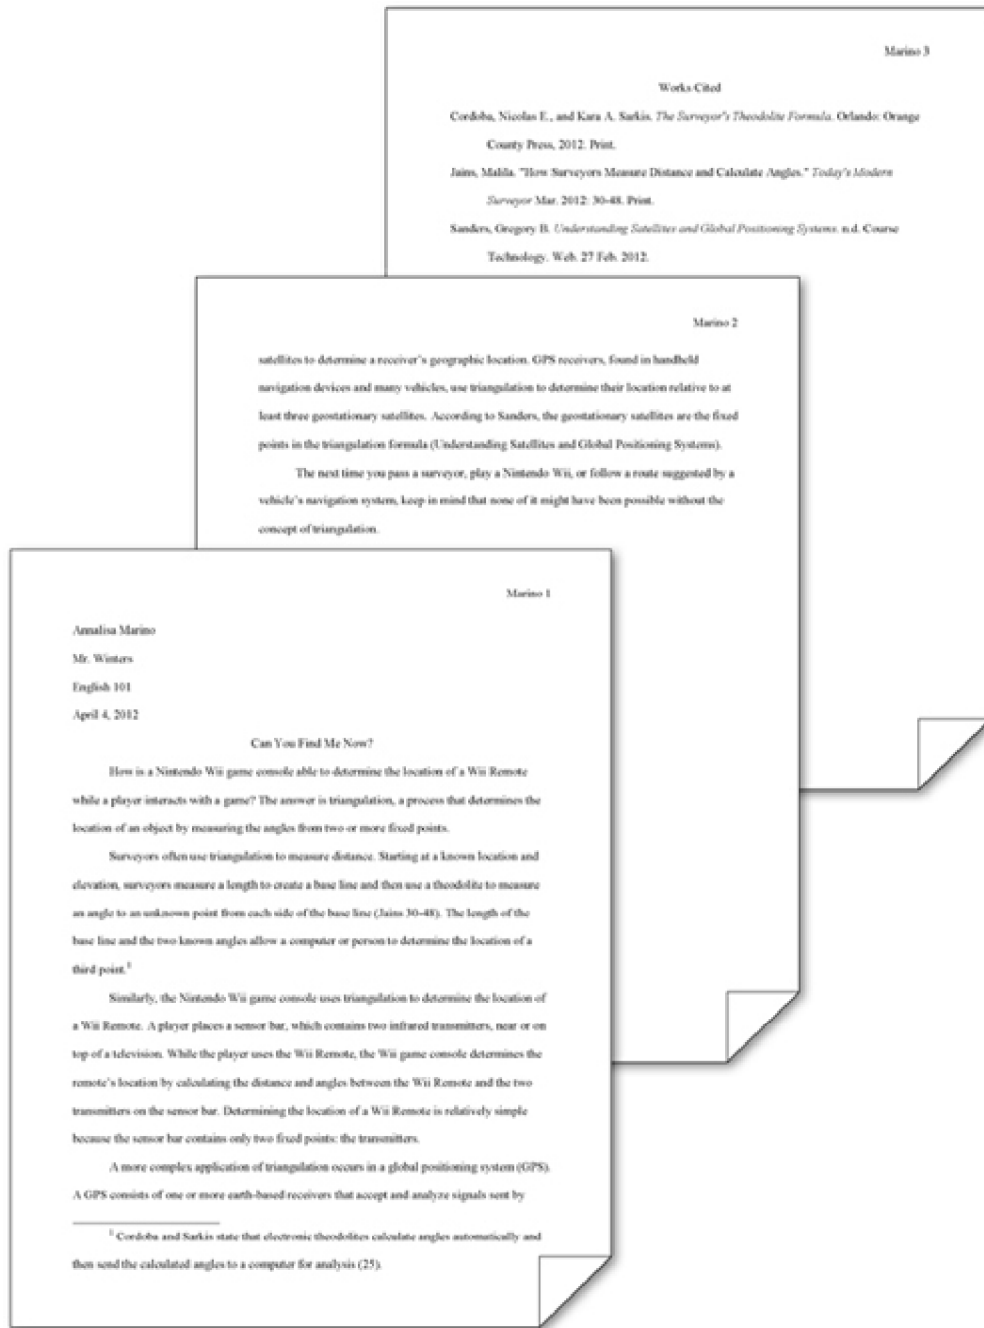 Marino 3
Works Cited
Cordoba, Nicolas E., and Kara A. Sarkis. The Surveyor's Theodolite Formula. Orlando: Orange
County Press, 2012. Print.
Jains, Malila. "How Surveyors Measure Distance and Calculate Angles." Today's Modern
Surveyor Mar. 2012: 30-48. Print.
Sanders, Gregory B. Understanding Satellites and Global Positioning Systems. n.d. Course
Technology. Web. 27 Feb. 2012.
Marino 2
satellites to determine a receiver's geographic location. GPS receivers, found in handheld
navigation devices and many vehicles, use triangulation to determine their location relative to at
least three geostationary satellites. According to Sanders, the geostationary satellites are the fixed
points in the triangulation formula (Understanding Satellites and Global Positioning Systems).
The next time you pass a surveyor, play a Nintendo Wii, or follow a route suggested by a
vehicle's navigation system, keep in mind that none of it might have been possible without the
concept of triangulation.
Marino 1
Annalisa Marino
Mr. Winters
English 101
April 4, 2012
Can You Find Me Now?
How is a Nintendo Wii game console able to determine the location of a Wii Remote
while a player interacts with a game? The answer is triangulation, a process that determines the
location of an object by measuring the angles from two or more fixed points.
Surveyors often use triangulation to measure distance. Starting at a known location and
elevation, surveyors measure a length to create a base line and then use a theodolite to measure
an angle to an unknown point from each side of the base line (Jains 30-48). The length of the
base line and the two known angles allow a computer or person to determine the location of a
third point.1
Similarly, the Nintendo Wii game console uses triangulation to determine the location of
a Wii Remote. A player places a sensor bar, which contains two infrared transmitters, near or on
top of a television. While the player uses the Wii Remote, the Wii game console determines the
remote's location by calculating the distance and angles between the Wii Remote and the two
transmitters on the sensor bar. Determining the location of a Wii Remote is relatively simple
because the sensor bar contains only two fixed points: the transmitters.
A more complex application of triangulation occurs in a global positioning system (GPS).
A GPS consists of one or more earth-based receivers that accept and analyze signals sent by
1 Cordoba and Sarkis state that electronic theodolites calculate angles automatically and
then send the calculated angles to a computer for analysis (25).